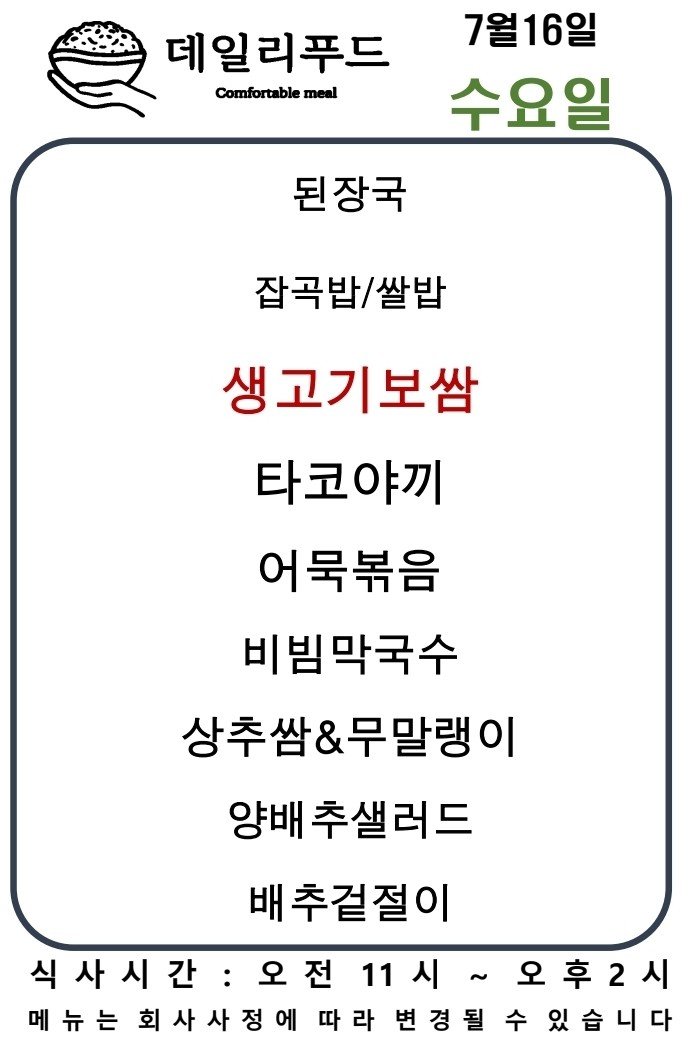 데일리푸드
Comfortable meal
7월16일
수요일
된장국
잡곡밥/쌀밥
생고기보쌈
타코야끼
어묵볶음
비빔막국수
상추쌈&무말랭이
양배추샐러드
배추겉절이
식사시간 : 오전 11시 ~ 오후2시
메뉴는 회사사정에 따라 변경될 수 있습니다